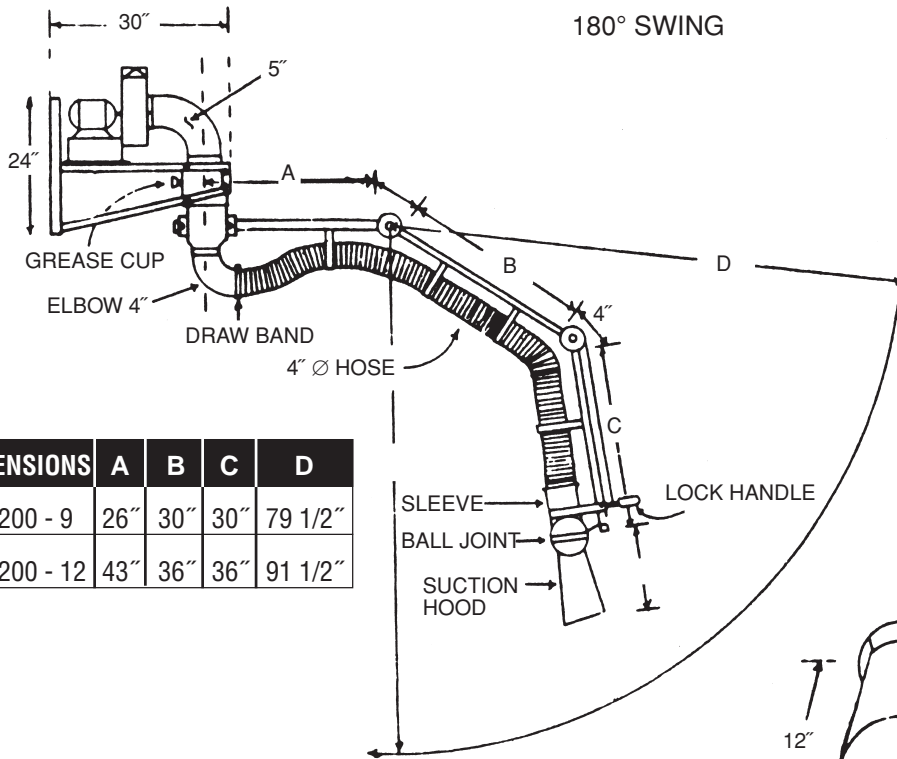 180° SWING
30″
5″
24″
A
GREASE CUP
B
D
ELBOW 4″
4″
DRAW BAND
4″ Ø HOSE
C
ENSIONS A B C D
200 - 9 26″ 30″ 30″ 79 1/2″
200 - 12 43″ 36″ 36″ 91 1/2″
SLEEVE
LOCK HANDLE
BALL JOINT
SUCTION
HOOD
12″